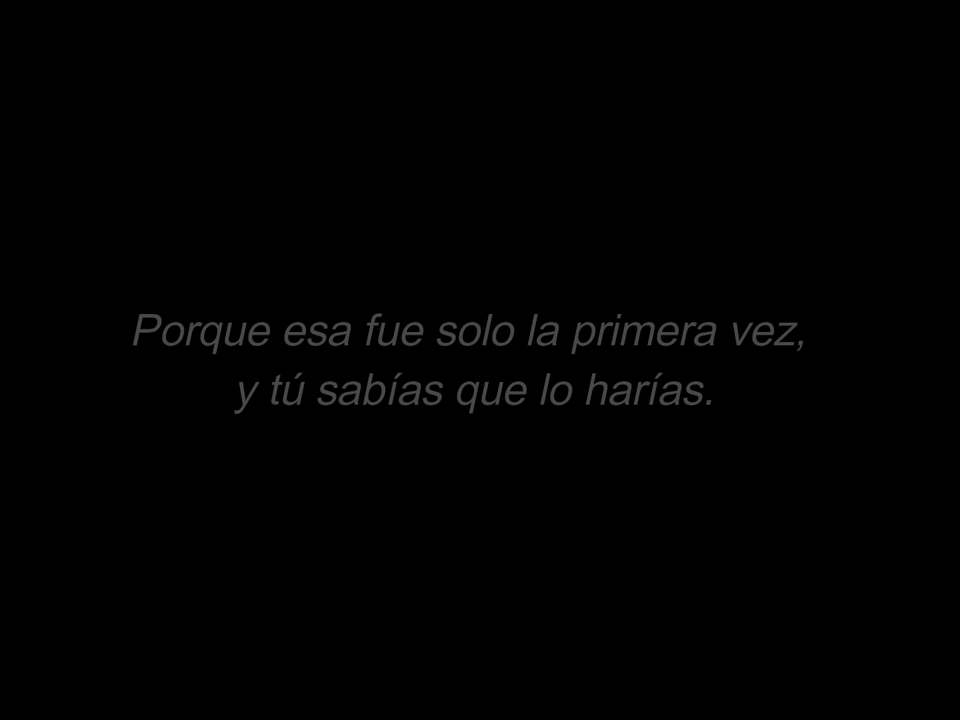 Porque esa fue solo la primera vez,
y tú sabías que lo harías.